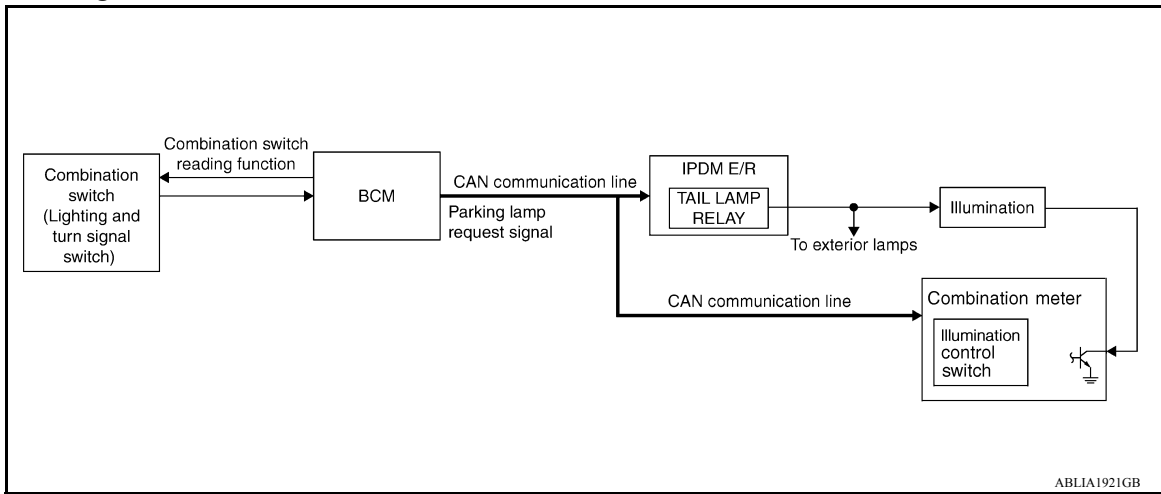 Combination switch
reading function
Combination
switch
(Lighting and
turn signal
switch)
BCM
CAN communication line
Parking lamp
request signal
IPDM E/R
TAIL LAMP
RELAY
To exterior lamps
Illumination
CAN communication line
Combination meter
Illumination
control
switch
ABLIA1921GB